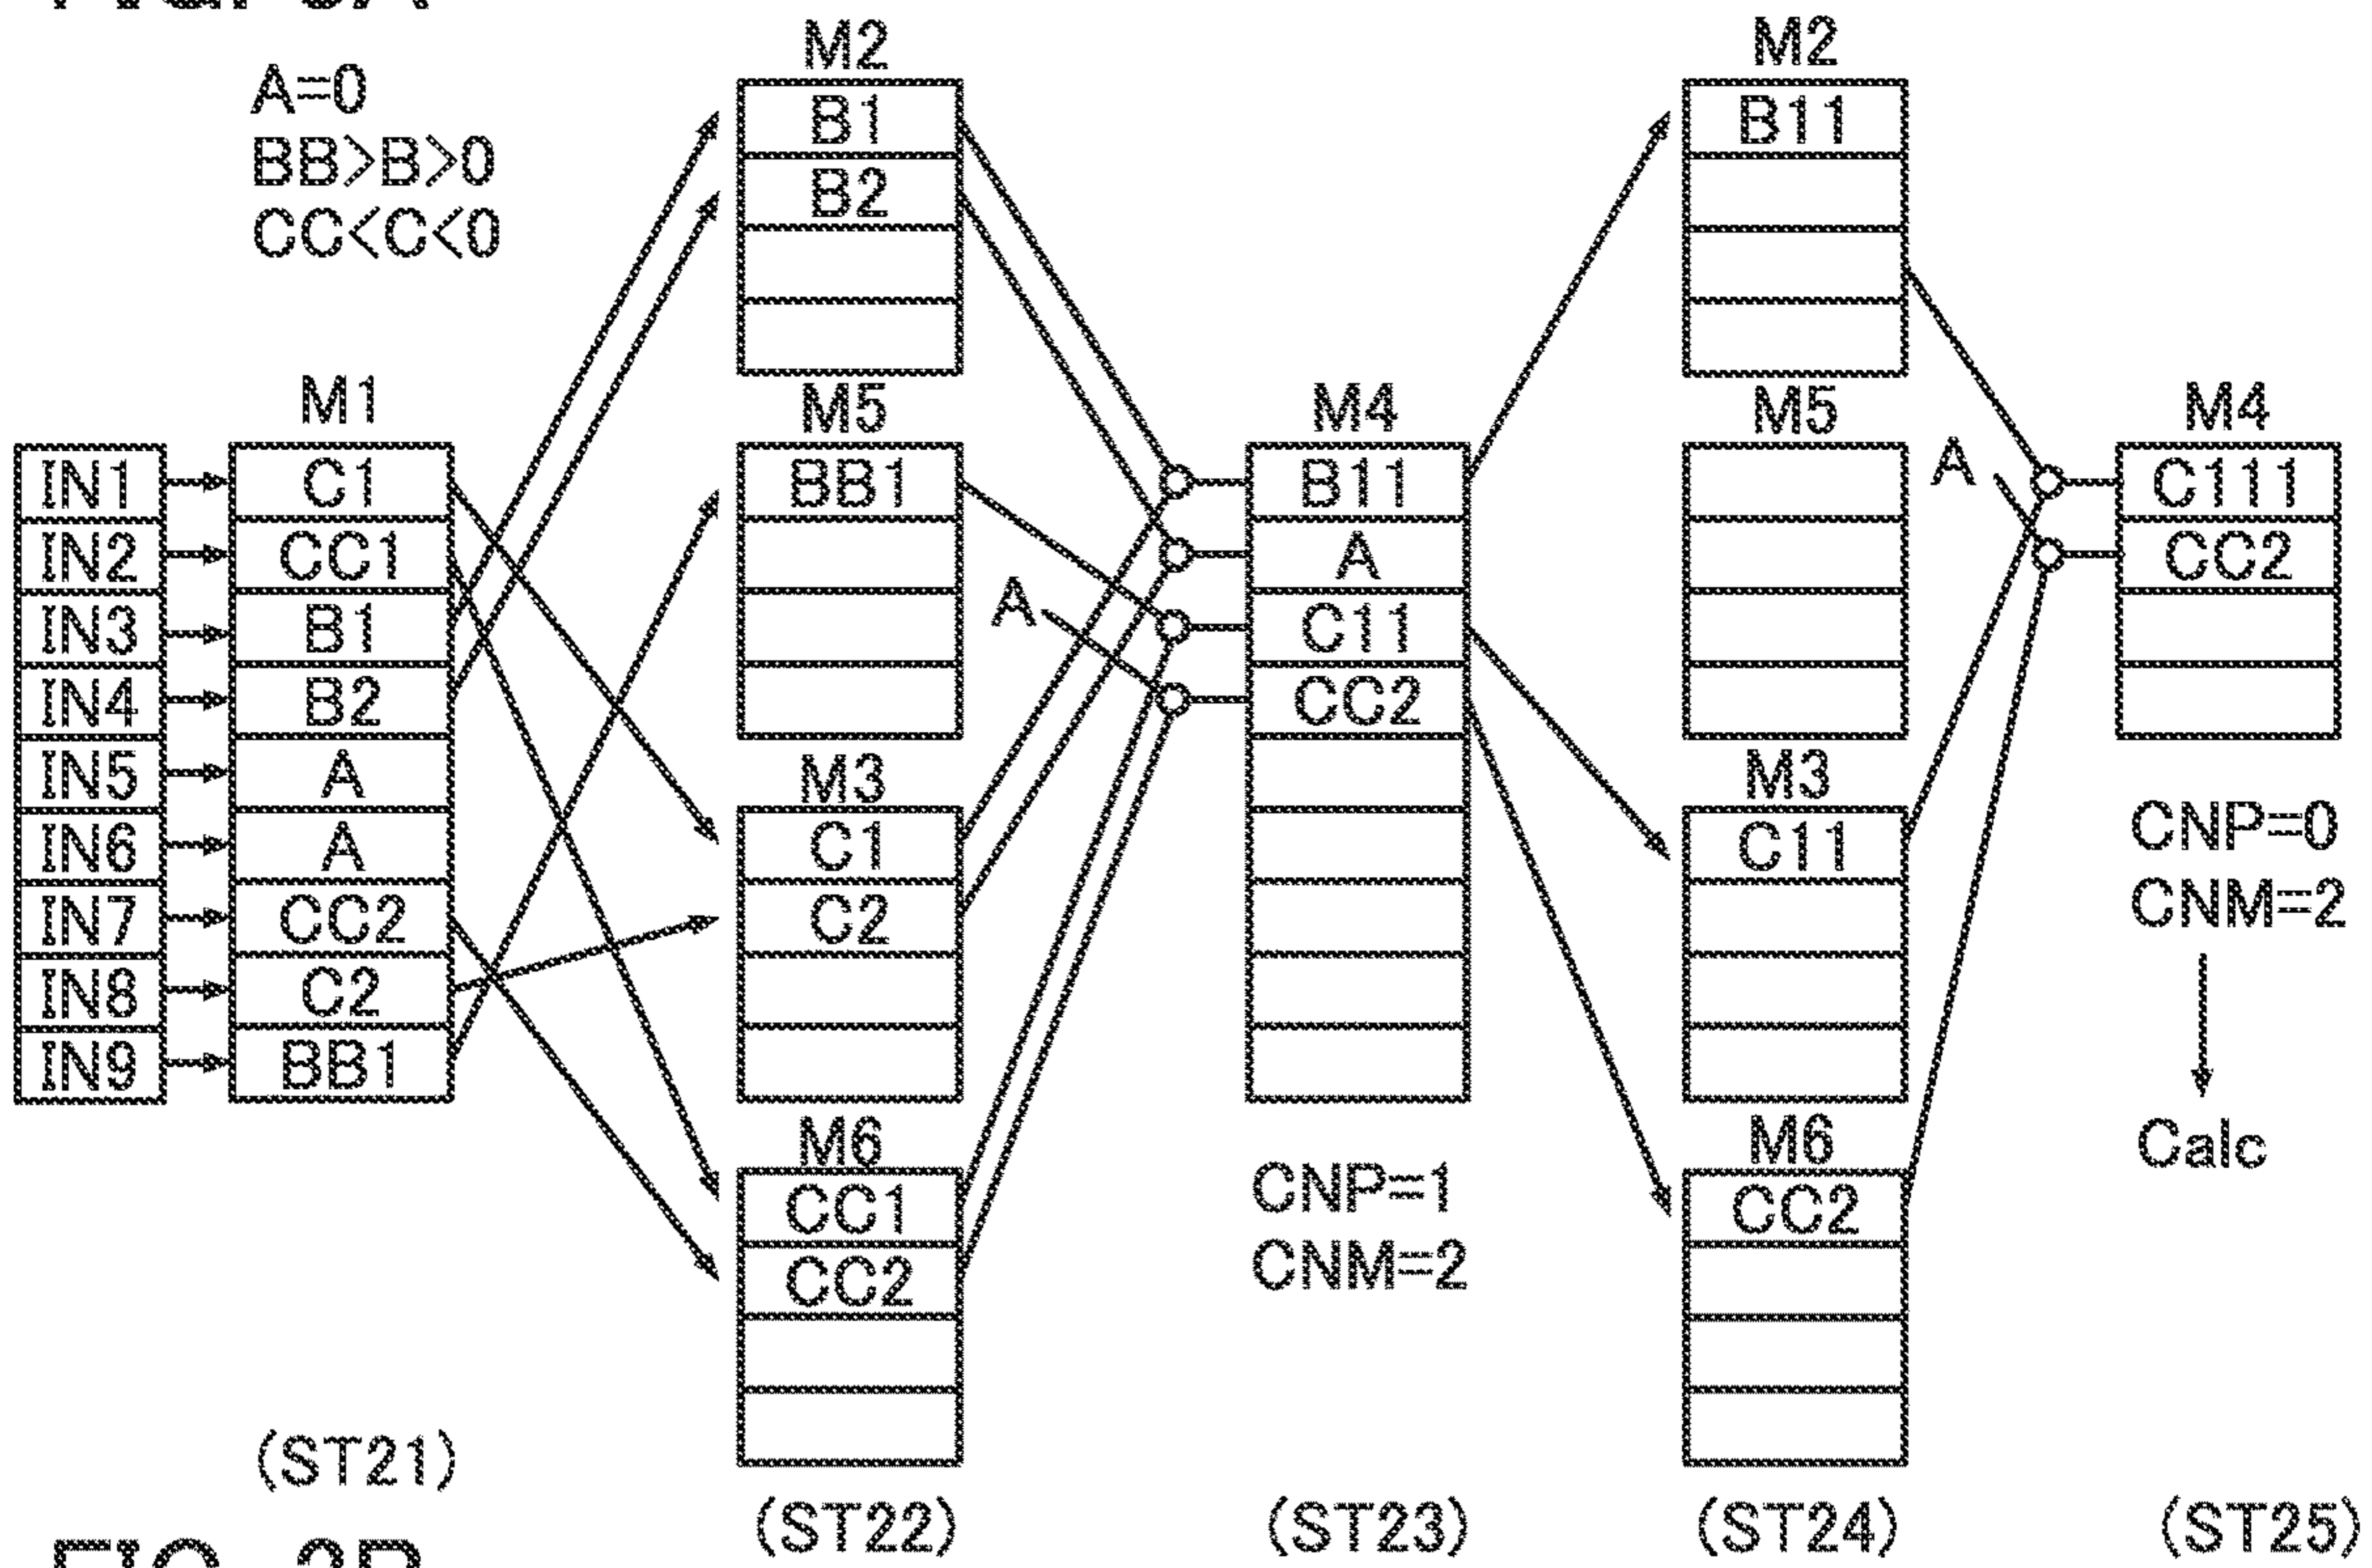 A=0
BB>B>0
CC<C<0
M1
IN1
IN2
IN3
IN4
IN5
IN6
IN7
IN8
IN9
C1
CC1
B1
B2
A
A
CC2
C2
BB1
(ST21)
M2
B1
B2
M5
BB1
M3
C1
C2
M6
CC1
CC2
(ST22)
A
M4
B11
A
C11
CC2
CNP=1
CNM=2
(ST23)
M2
B11
M5
M3
C11
M6
CC2
(ST24)
A
M4
C111
CC2
CNP=0
CNM=2
Calc
(ST25)